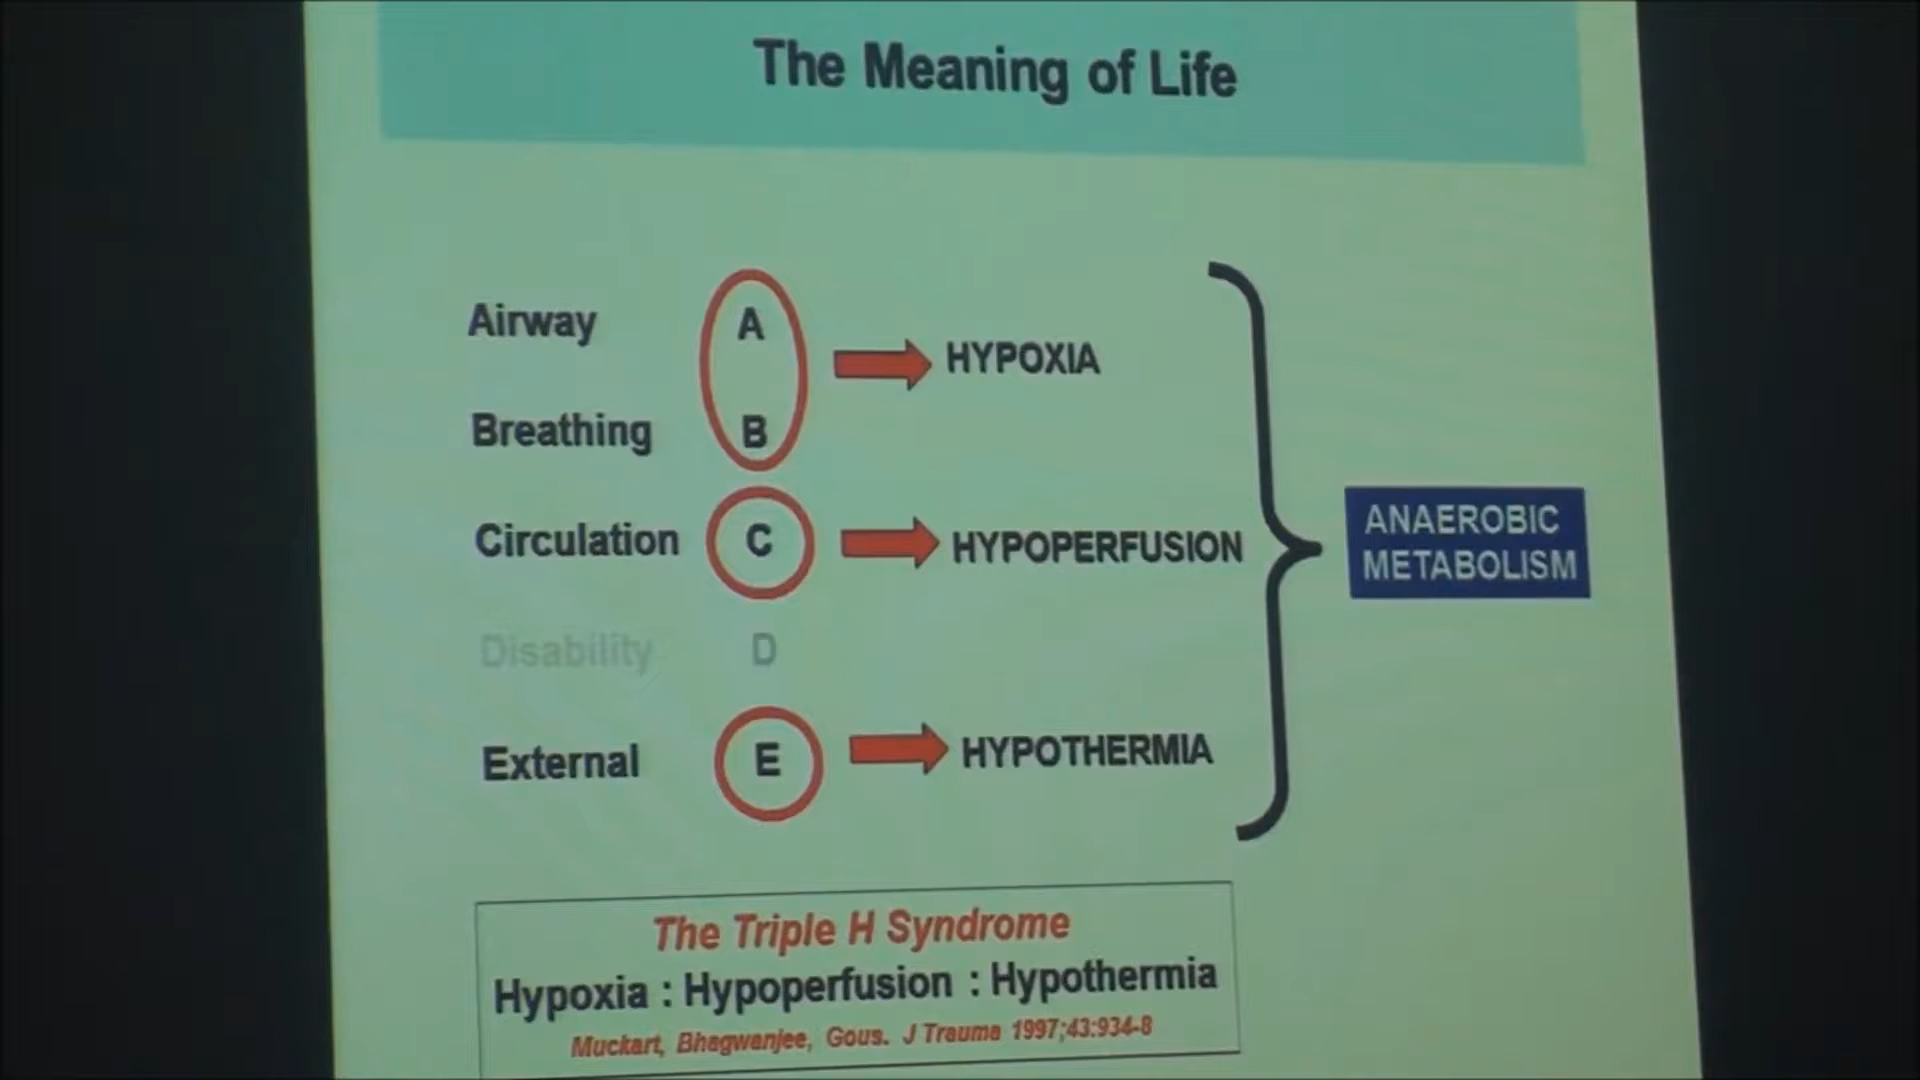 The Meaning of Life
Airway A
HYPOXIA
Breathing B
Circulation C HYPOPERFUSION
ANAEROBIC
METABOLISM
Disability D
External E HYPOTHERMIA
The Triple H Syndrome
Hypoxia : Hypoperfusion : Hypothermia
Muckart, Bhagwanjee, Gous. J Trauma 1997;43:934-8